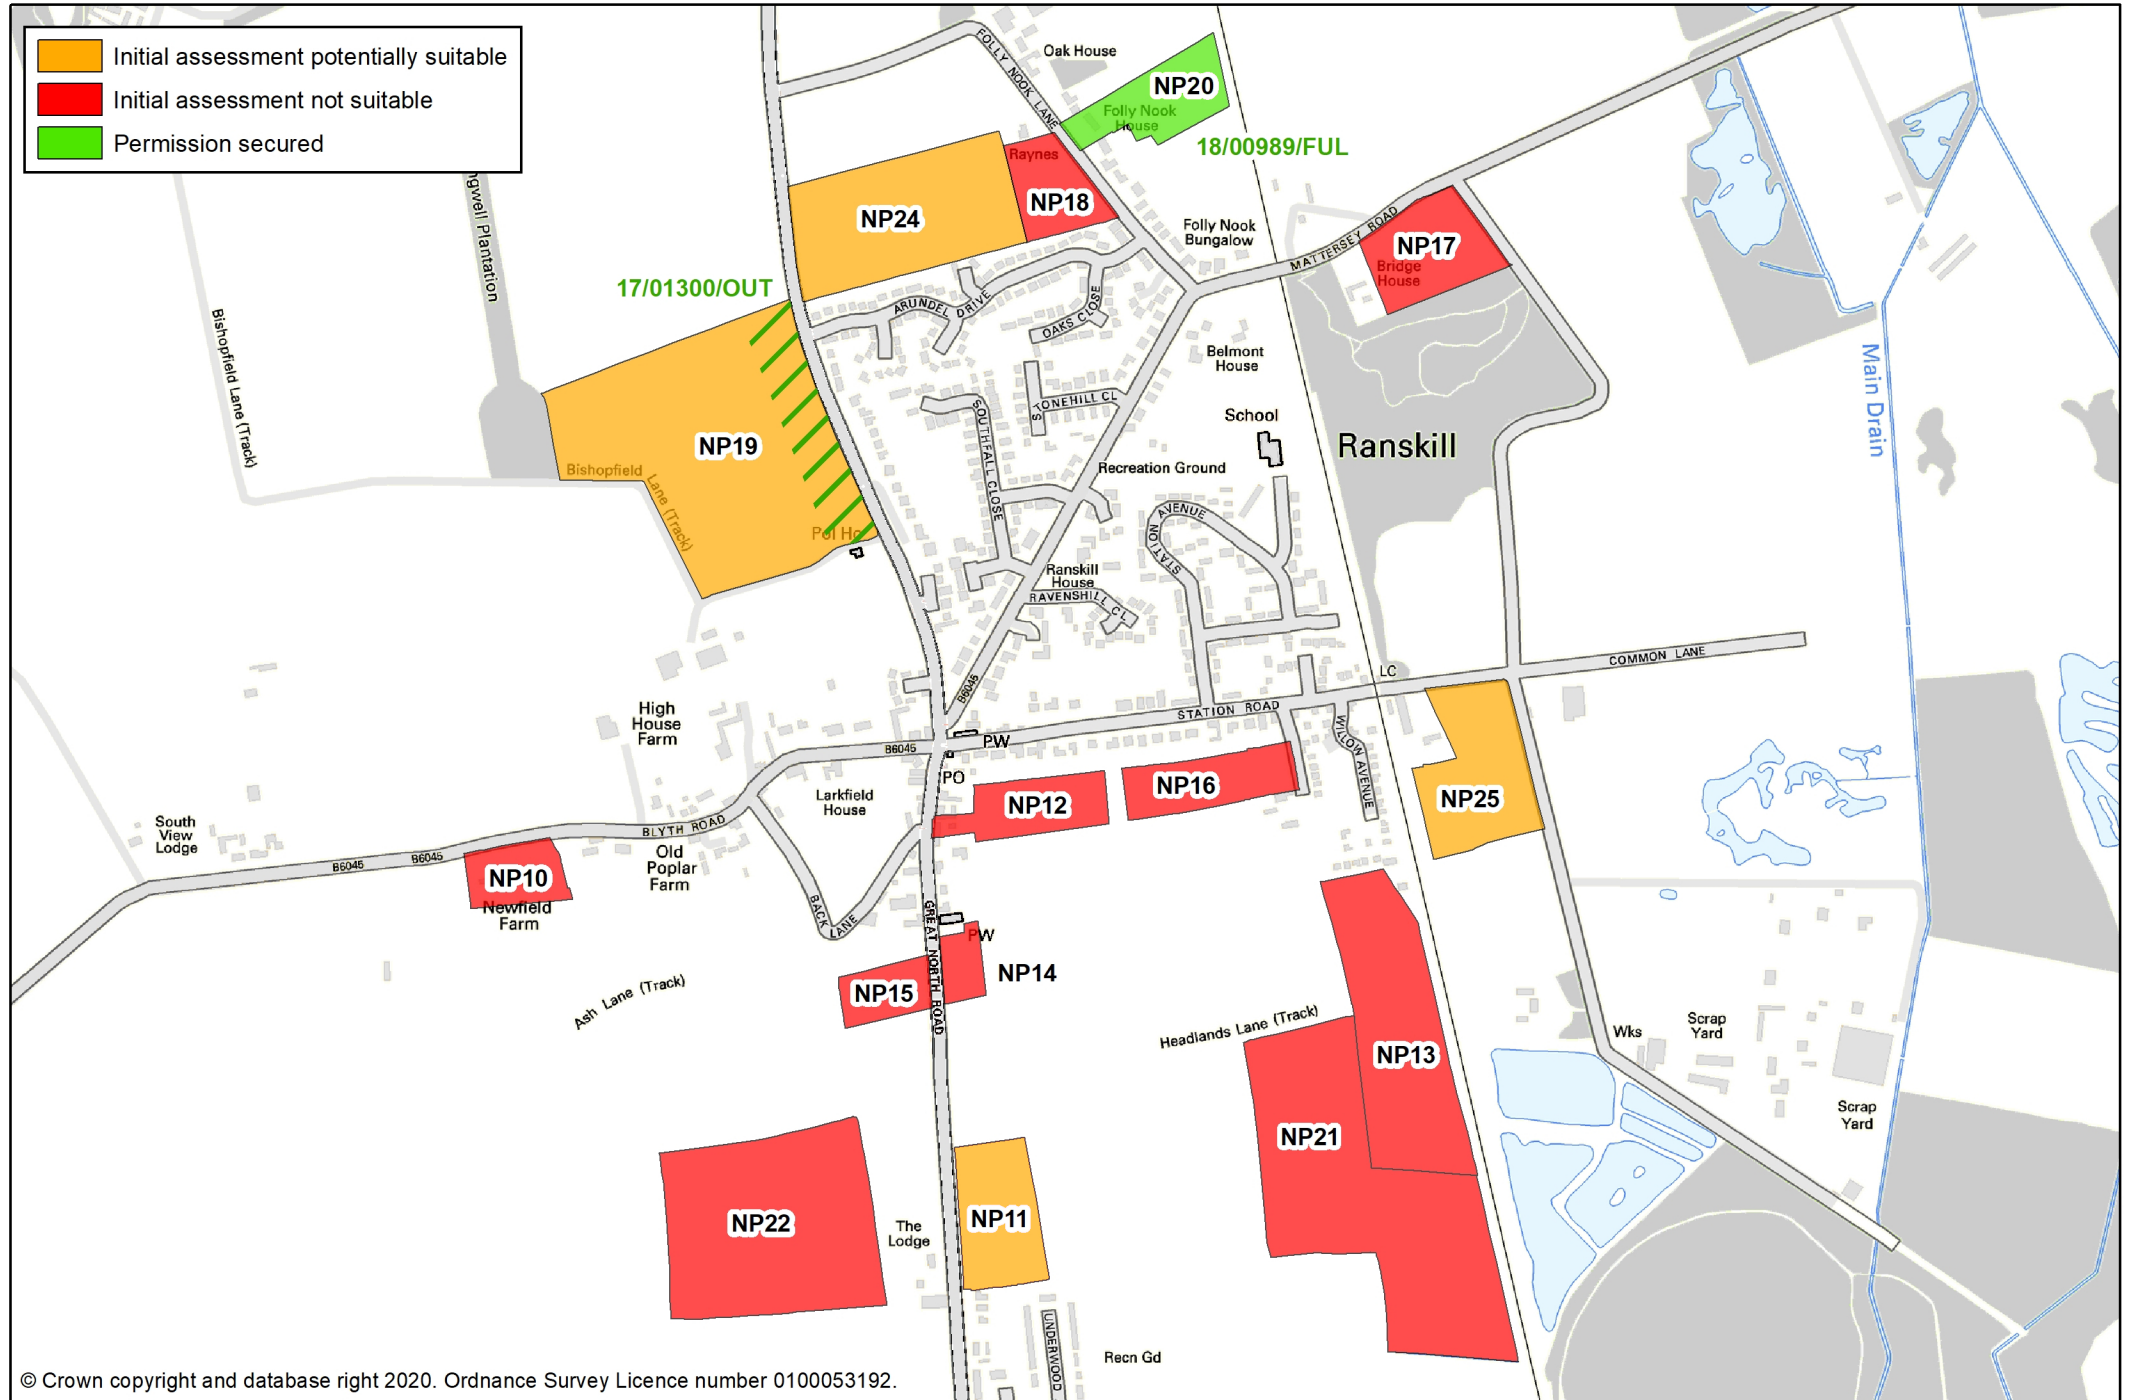 Initial assessment potentially suitable
Initial assessment not suitable
Permission secured
Oak House
FOLLY NOOK LANE
NP20
Folly Nook
House
18/00989/FUL
Raynes
NP18
NP24
Folly Nook
Bungalow
MATTERSEY ROAD
NP17
Bridge
House
ngwell Plantation
Bishopfield Lane (Track)
17/01300/OUT
ARUNDEL DRIVE
OAKS CLOSE
Belmont
House
Main Drain
STONEHILL CL
SOUTHFALL CLOSE
School
Ranskill
NP19
Bishopfield
Lane (Track)
Recreation Ground
STATION AVENUE
Pol Ho
Ranskill
House
RAVENSHILL CL
LC
COMMON LANE
B6045
STATION ROAD
High
House
Farm
B6045
PW
WILLOW AVENUE
PO
NP12
NP16
NP25
Larkfield
House
South
View
Lodge
BLYTH ROAD
Old
Poplar
Farm
B6045
B6045
NP10
Newfield
Farm
BACK LANE
GREAT NORTH ROAD
PW
NP14
NP15
Ash Lane (Track)
Headlands Lane (Track)
NP13
Wks
Scrap
Yard
Scrap
Yard
NP21
NP22
The
Lodge
NP11
UNDERWOOD
Recn Gd
© Crown copyright and database right 2020. Ordnance Survey Licence number 0100053192.